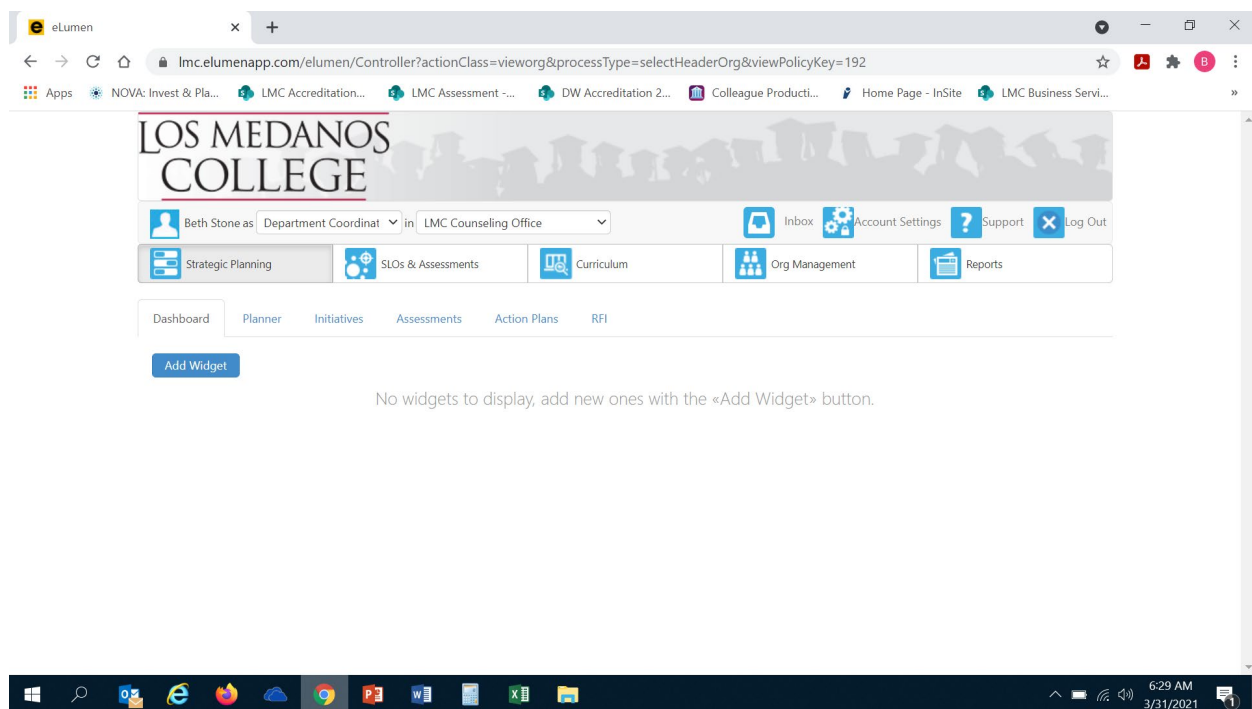 eLumen
lmc.elumenapp.com/elumen/Controller?actionClass=vieworg&processType=selectHeaderOrg&viewPolicyKey=192
B
Apps NOVA: Invest & Pla... LMC Accreditation... LMC Assessment -... DW Accreditation 2... Colleague Producti... Home Page - InSite LMC Business Servi... »
LOS MEDANOS
COLLEGE
Beth Stone as Department Coordinat in LMC Counseling Office Inbox Account Settings ? Support Log Out
Strategic Planning SLOs & Assessments Curriculum Org Management Reports
Dashboard Planner Initiatives Assessments Action Plans RFI
Add Widget
No widgets to display, add new ones with the «Add Widget» button.
6:29 AM
3/31/2021
1